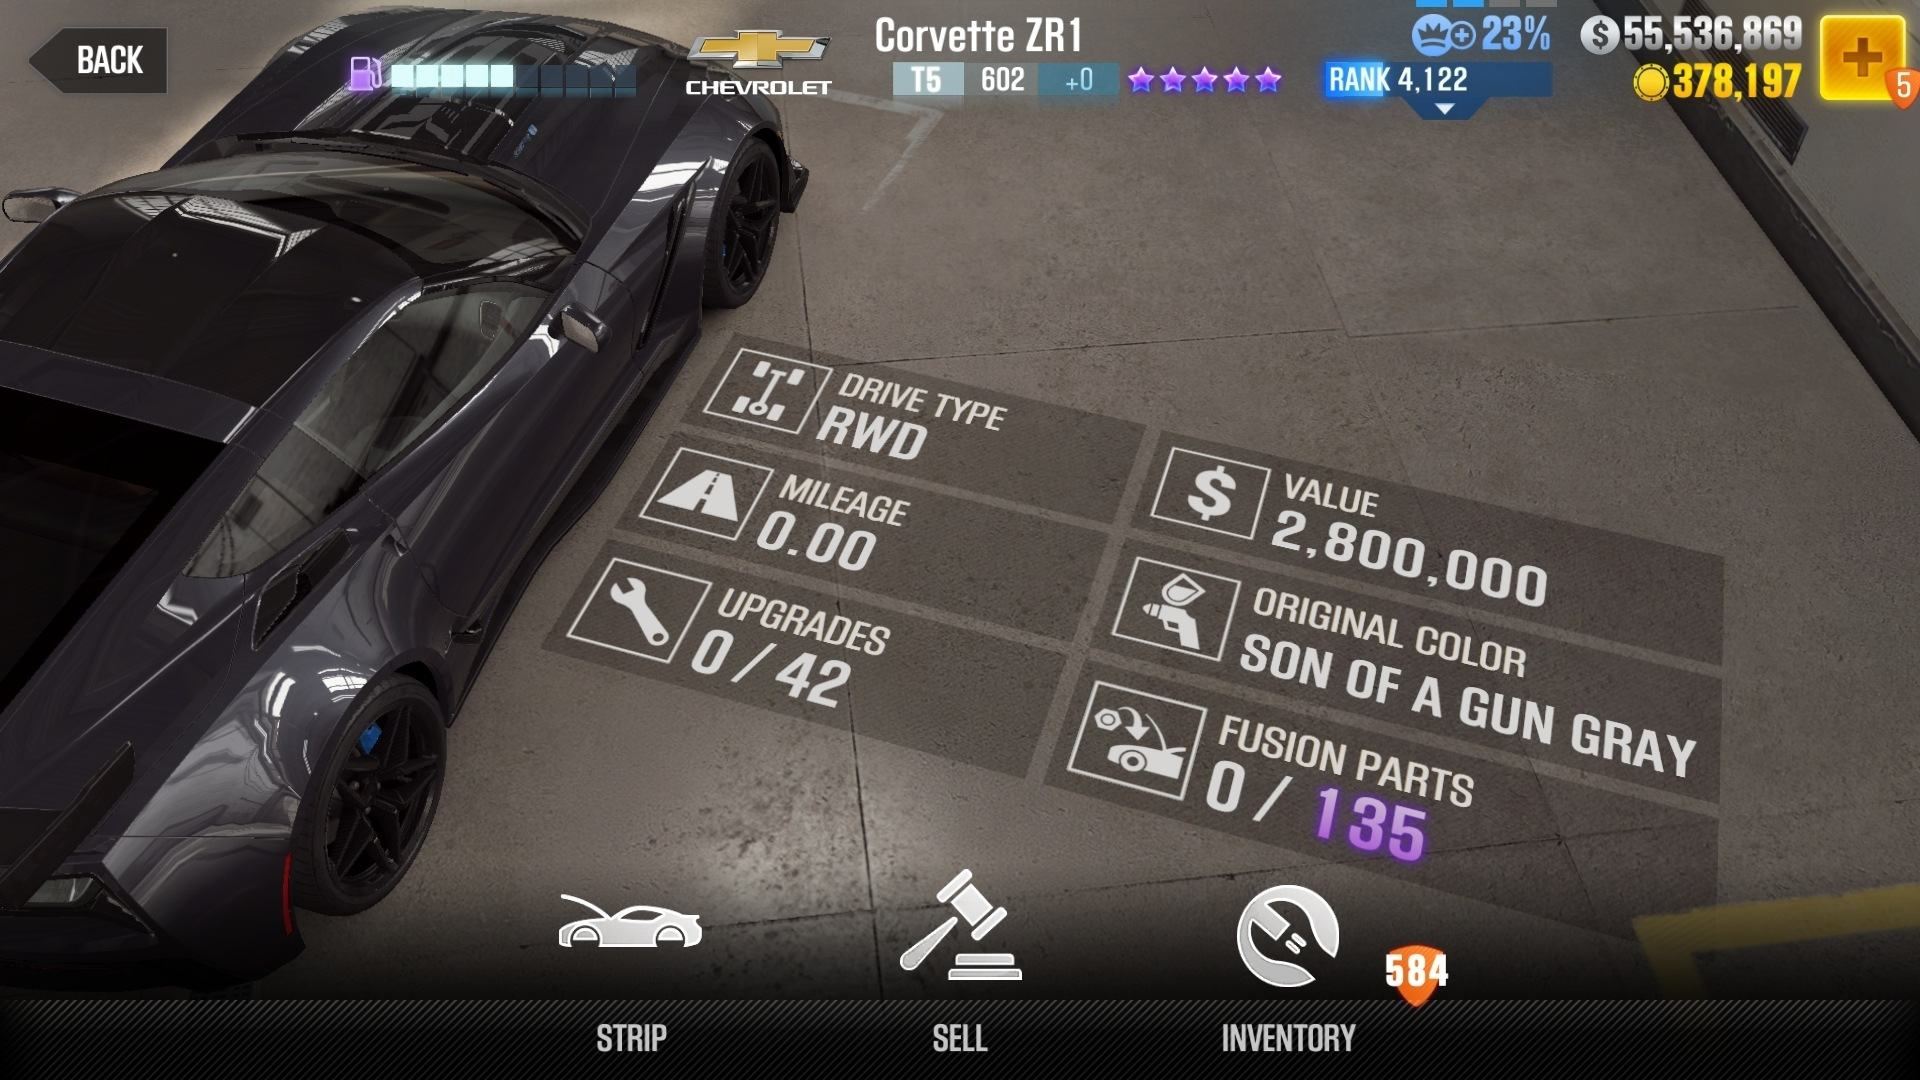 BACK
CHEVROLET
Corvette ZR1
T5 602 +0
23%
RANK 4,122
$ 55,536,869
378,197
5
DRIVE TYPE
RWD
MILEAGE
0.00
UPGRADES
0/42
$ VALUE
2,800,000
ORIGINAL COLOR
SON OF A GUN GRAY
FUSION PARTS
0/ 135
584
STRIP
SELL
INVENTORY